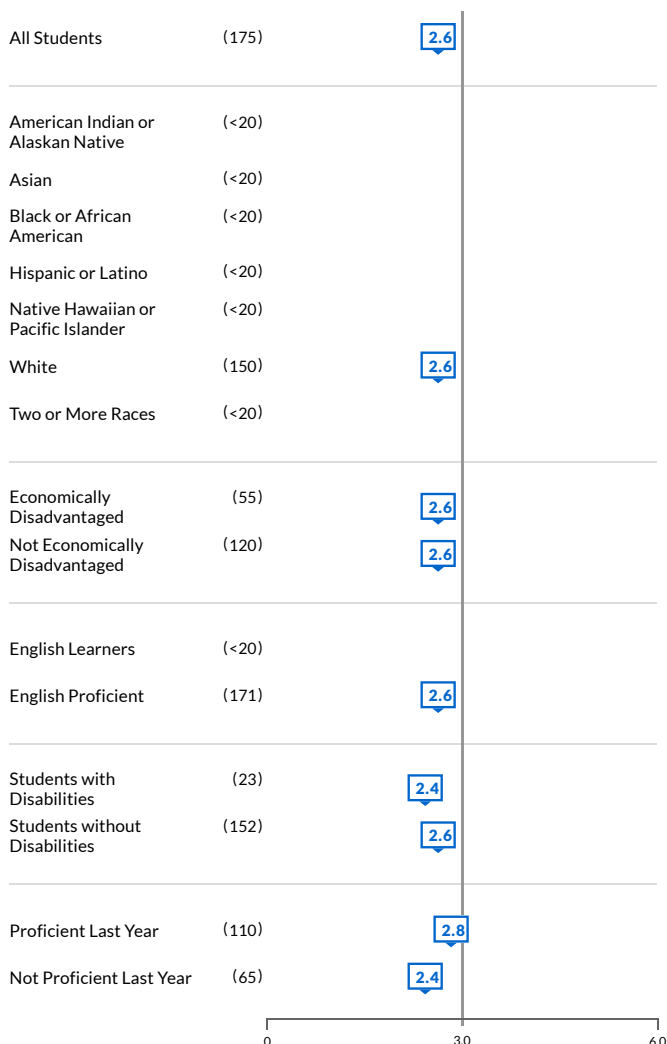 All Students (175) 2.6
American Indian or (<20)
Alaskan Native
Asian (<20)
Black or African (<20)
American
Hispanic or Latino (<20)
Native Hawaiian or (<20)
Pacific Islander
White (150) 2.6
Two or More Races (<20)
Economically (55) 2.6
Disadvantaged
Not Economically (120) 2.6
Disadvantaged
English Learners (<20)
English Proficient (171) 2.6
Students with (23) 2.4
Disabilities
Students without (152) 2.6
Disabilities
Proficient Last Year (110) 2.8
Not Proficient Last Year (65) 2.4
0 3.0 6.0